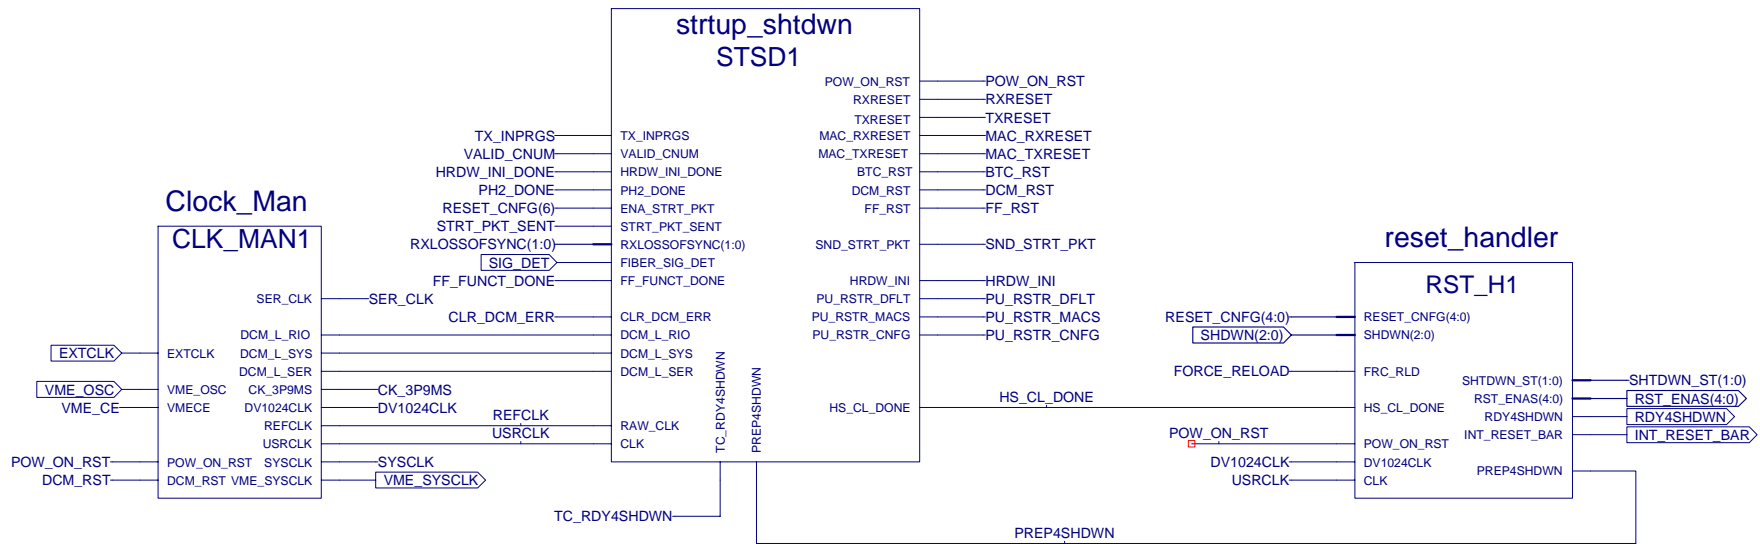 Clock_Man
CLK_MAN1
EXTCLK
VME_OSC
VME_CE
POW_ON_RST
DCM_RST
EXTCLK
VME_OSC
VMECE
POW_ON_RST
DCM_RST
SER_CLK
DCM_L_RIO
DCM_L_SYS
DCM_L_SER
CK_3P9MS
DV1024CLK
REFCLK
USRCLK
SYSCLK
VME_SYSCLK
SER_CLK
CK_3P9MS
DV1024CLK
REFCLK
USRCLK
SYSCLK
VME_SYSCLK
strtup_shtdwn
STSD1
TX_INPRGS
VALID_CNUM
HRDW_INI_DONE
PH2_DONE
RESET_CNFG(6)
STRT_PKT_SENT
RXLOSSOFSYNC(1:0)
SIG_DET
FF_FUNCT_DONE
CLR_DCM_ERR
TX_INPRGS
VALID_CNUM
HRDW_INI_DONE
PH2_DONE
ENA_STRT_PKT
STRT_PKT_SENT
RXLOSSOFSYNC(1:0)
FIBER_SIG_DET
FF_FUNCT_DONE
CLR_DCM_ERR
DCM_L_RIO
DCM_L_SYS
DCM_L_SER
RAW_CLK
CLK
TC_RDY4SHDWN
PREP4SHDWN
POW_ON_RST
RXRESET
TXRESET
MAC_RXRESET
MAC_TXRESET
BTC_RST
DCM_RST
FF_RST
SND_STRT_PKT
HRDW_INI
PU_RSTR_DFLT
PU_RSTR_MACS
PU_RSTR_CNFG
HS_CL_DONE
POW_ON_RST
RXRESET
TXRESET
MAC_RXRESET
MAC_TXRESET
BTC_RST
DCM_RST
FF_RST
SND_STRT_PKT
HRDW_INI
PU_RSTR_DFLT
PU_RSTR_MACS
PU_RSTR_CNFG
HS_CL_DONE
TC_RDY4SHDWN
PREP4SHDWN
reset_handler
RST_H1
RESET_CNFG(4:0)
SHDWN(2:0)
FORCE_RELOAD
POW_ON_RST
DV1024CLK
USRCLK
RESET_CNFG(4:0)
SHDWN(2:0)
FRC_RLD
HS_CL_DONE
POW_ON_RST
DV1024CLK
CLK
SHTDWN_ST(1:0)
RST_ENAS(4:0)
RDY4SHDWN
INT_RESET_BAR
PREP4SHDWN
SHTDWN_ST(1:0)
RST_ENAS(4:0)
RDY4SHDWN
INT_RESET_BAR